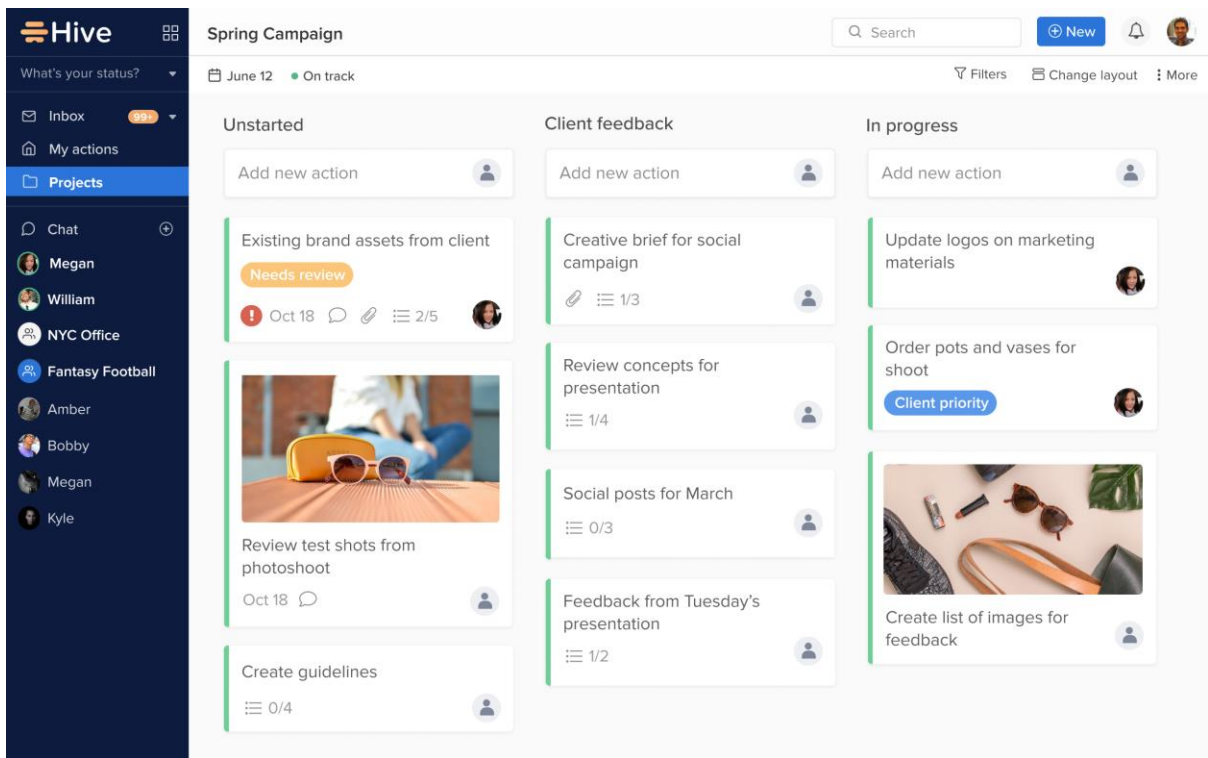 Hive
Spring Campaign
Search
New
What's your status?
June 12
On track
Filters
Change layout
More
Inbox
99+
My actions
Projects
Chat
Megan
William
NYC Office
Fantasy Football
Amber
Bobby
Megan
Kyle
Unstarted
Add new action
Existing brand assets from client
Needs review
Oct 18
2/5
Review test shots from
photoshoot
Oct 18
Create guidelines
0/4
Client feedback
Add new action
Creative brief for social
campaign
1/3
Review concepts for
presentation
1/4
Social posts for March
0/3
Feedback from Tuesday’s
presentation
1/2
In progress
Add new action
Update logos on marketing
materials
Order pots and vases for
shoot
Client priority
Create list of images for
feedback